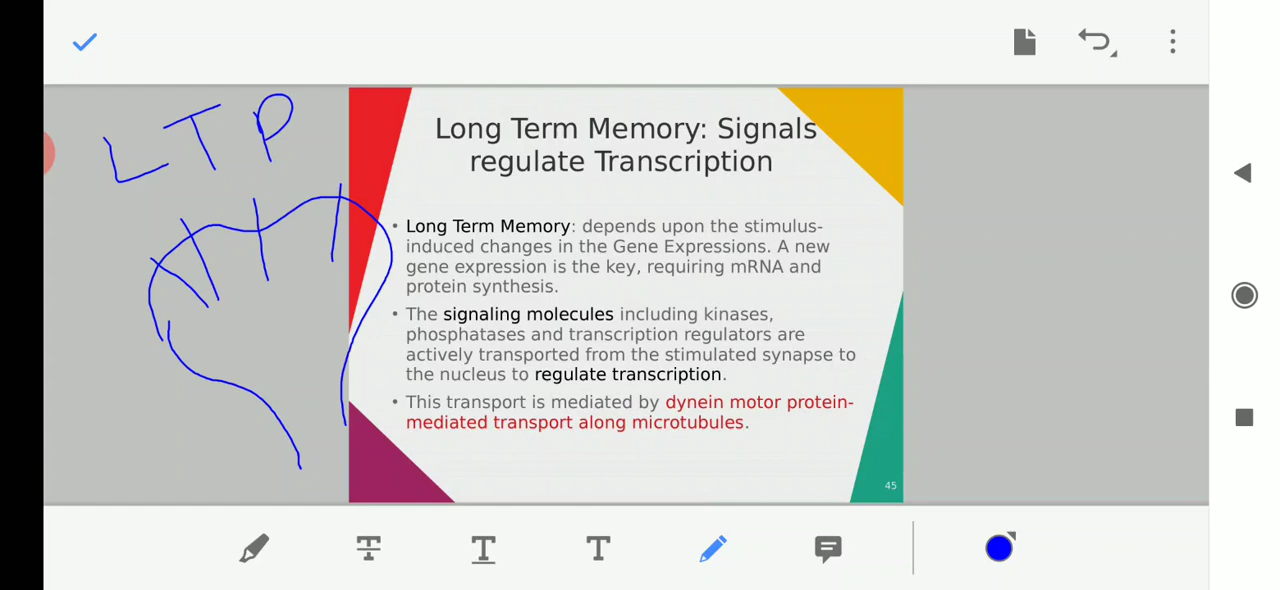 LTP
Long Term Memory: Signals
regulate Transcription
• Long Term Memory: depends upon the stimulus-
induced changes in the Gene Expressions. A new
gene expression is the key, requiring mRNA and
protein synthesis.
• The signaling molecules including kinases,
phosphatases and transcription regulators are
actively transported from the stimulated synapse to
the nucleus to regulate transcription.
• This transport is mediated by dynein motor protein-
mediated transport along microtubules.
45
T T T